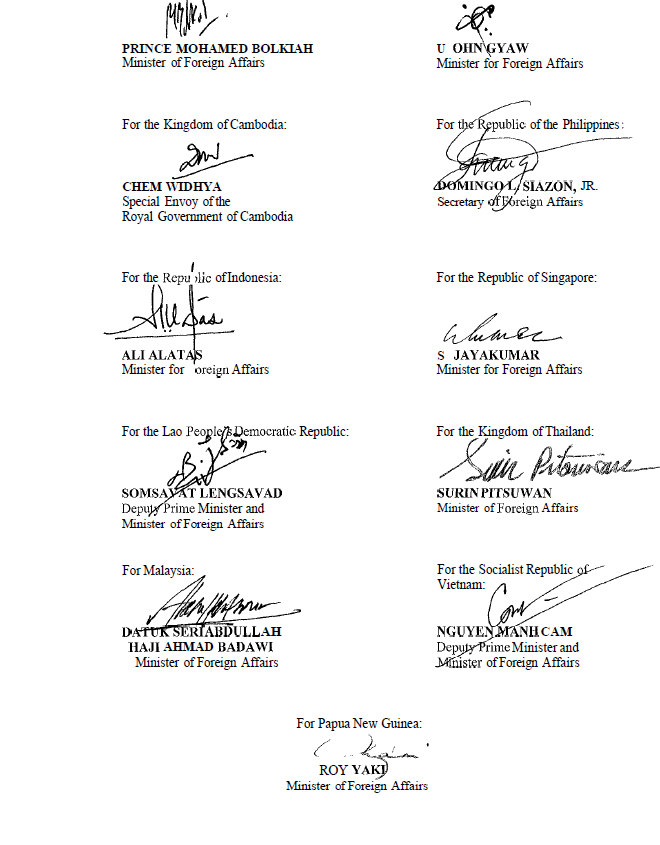 PRINCE MOHAMED BOLKIAH
Minister of Foreign Affairs
U OHN GYAW
Minister for Foreign Affairs
For the Kingdom of Cambodia:
CHEM WIDHYA
Special Envoy of the
Royal Government of Cambodia
For the Republic of the Philippines:
DOMINGO L. SIAZON, JR.
Secretary of Foreign Affairs
For the Republic of Indonesia:
ALI ALATAS
Minister for oreign Affairs
For the Republic of Singapore:
S JAYAKUMAR
Minister for Foreign Affairs
For the Lao People's Democratic Republic:
SOMSAVAT LENGSAVAD
Deputy Prime Minister and
Minister of Foreign Affairs
For the Kingdom of Thailand:
Surin Pitsuwan
SURIN PITSUWAN
Minister of Foreign Affairs
For Malaysia:
DATUK SERI ABDULLAH
HAJI AHMAD BADAWI
Minister of Foreign Affairs
For the Socialist Republic of
Vietnam:
NGUYEN MANH CAM
Deputy Prime Minister and
Minister of Foreign Affairs
For Papua New Guinea:
ROY YAKI
Minister of Foreign Affairs